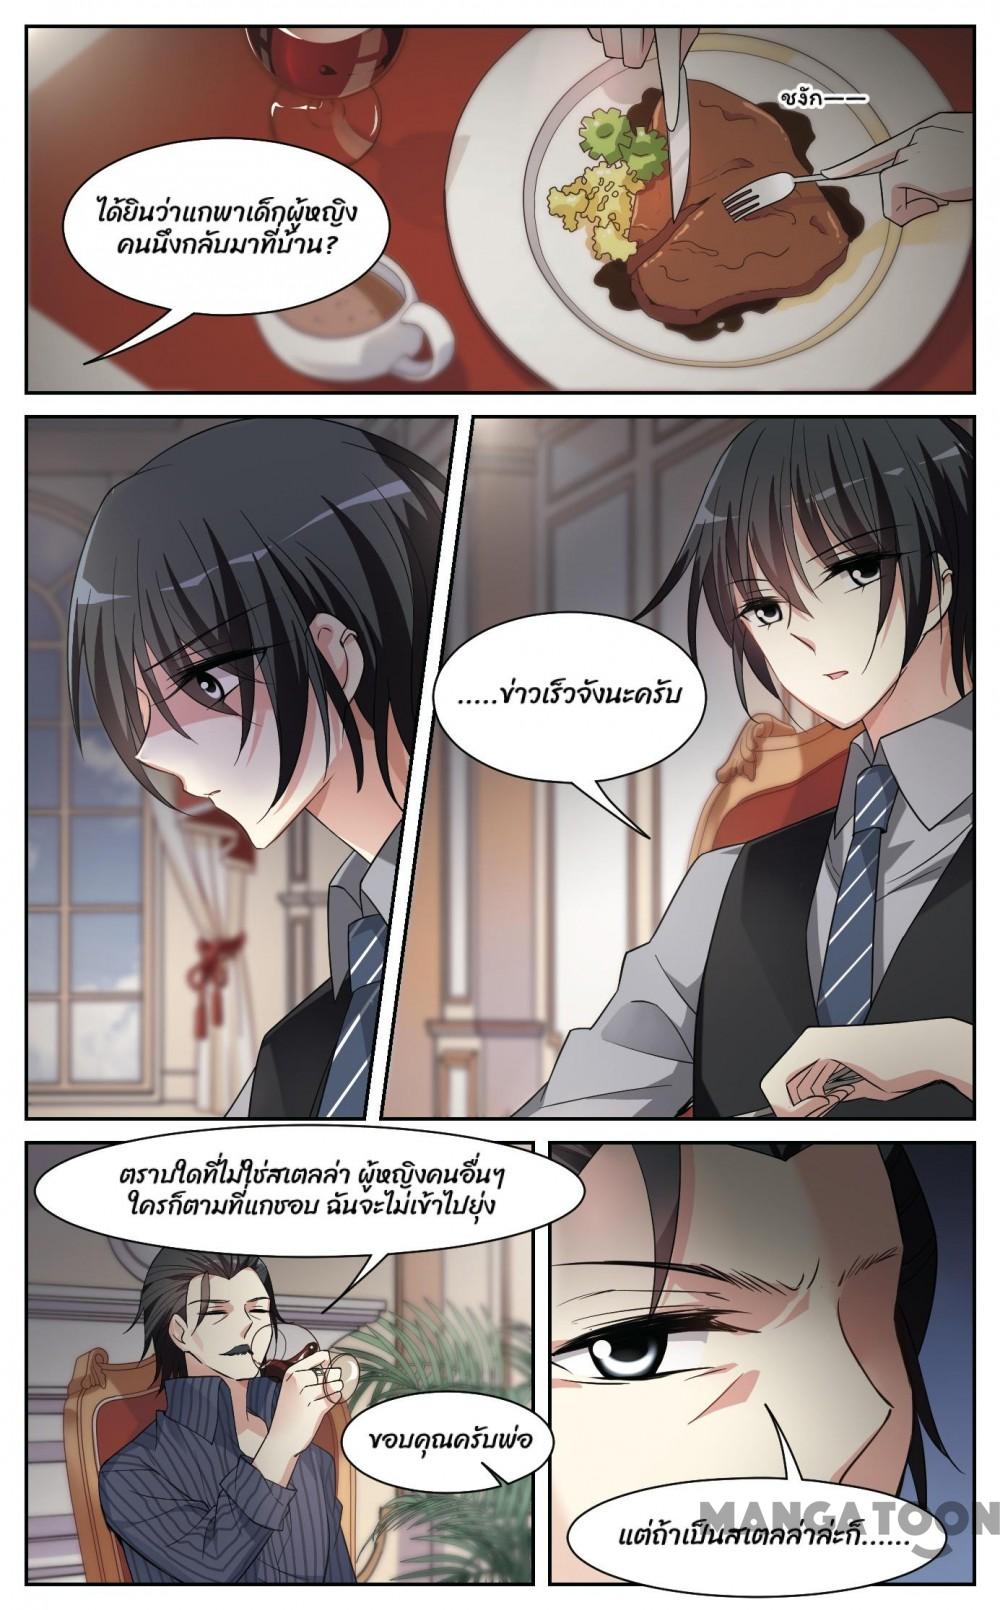 ชงัก——
ได้ยินว่าแกพาเด็กผู้หญิง
คนนึงกลับมาที่บ้าน?
.....ข่าวเร็วจังนะครับ
ตราบใดที่ไม่ใช่สเตลล่า ผู้หญิงคนอื่นๆ
ใครก็ตามที่แกชอบ ฉันจะไม่เข้าไปยุ่ง
ขอบคุณครับพ่อ
แต่ถ้าเป็นสเตลล่าล่ะก็......
MANGATOON